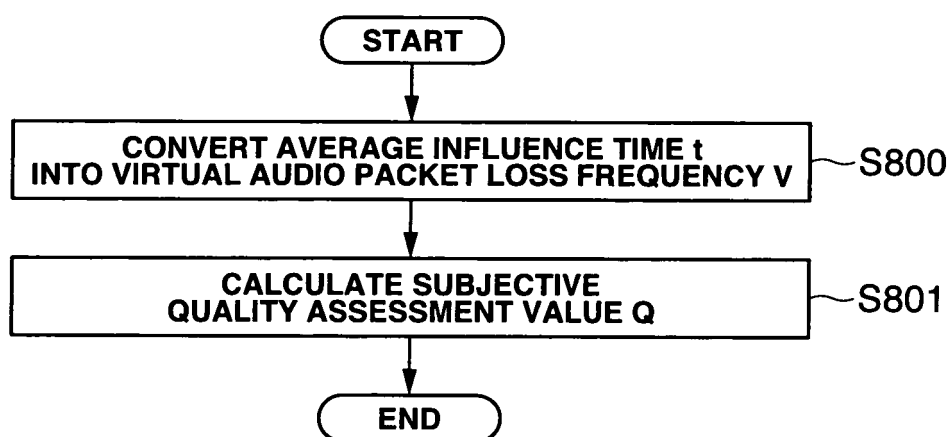 START
CONVERT AVERAGE INFLUENCE TIME t
INTO VIRTUAL AUDIO PACKET LOSS FREQUENCY V
S800
CALCULATE SUBJECTIVE
QUALITY ASSESSMENT VALUE Q
S801
END